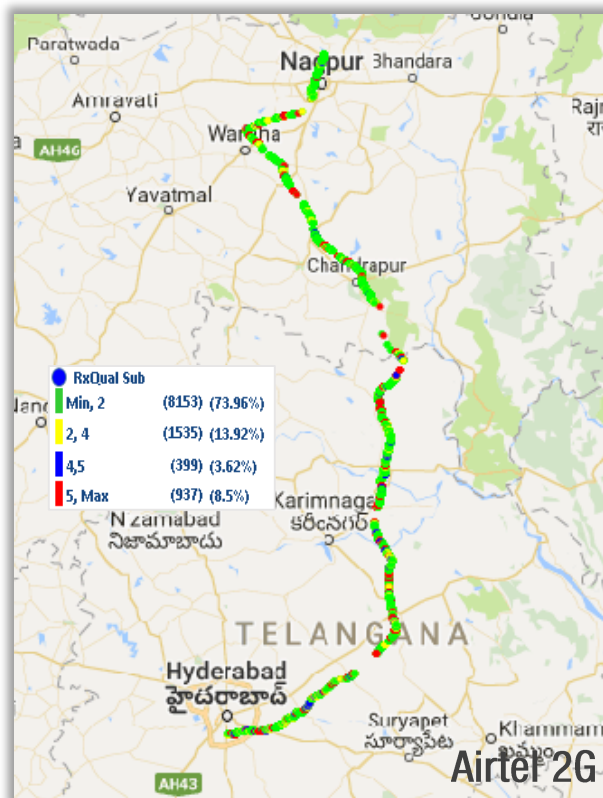 Paratwada
Nagpur
Bhandara
Amravati
Wardha
AH46
Yavatmal
Chandrapur
RxQual Sub
Min, 2 (8153) (73.96%)
2, 4 (1535) (13.92%)
4,5 (399) (3.62%)
5, Max (937) (8.5%)
Karimnagar
కరీంనగర్
Nizamabad
నిజామాబాదు
TELANGANA
Hyderabad
హైదరాబాద్
Suryapet
సూర్యాపేట
Khammam
ఖమ్మం
AH43
Airtel 2G